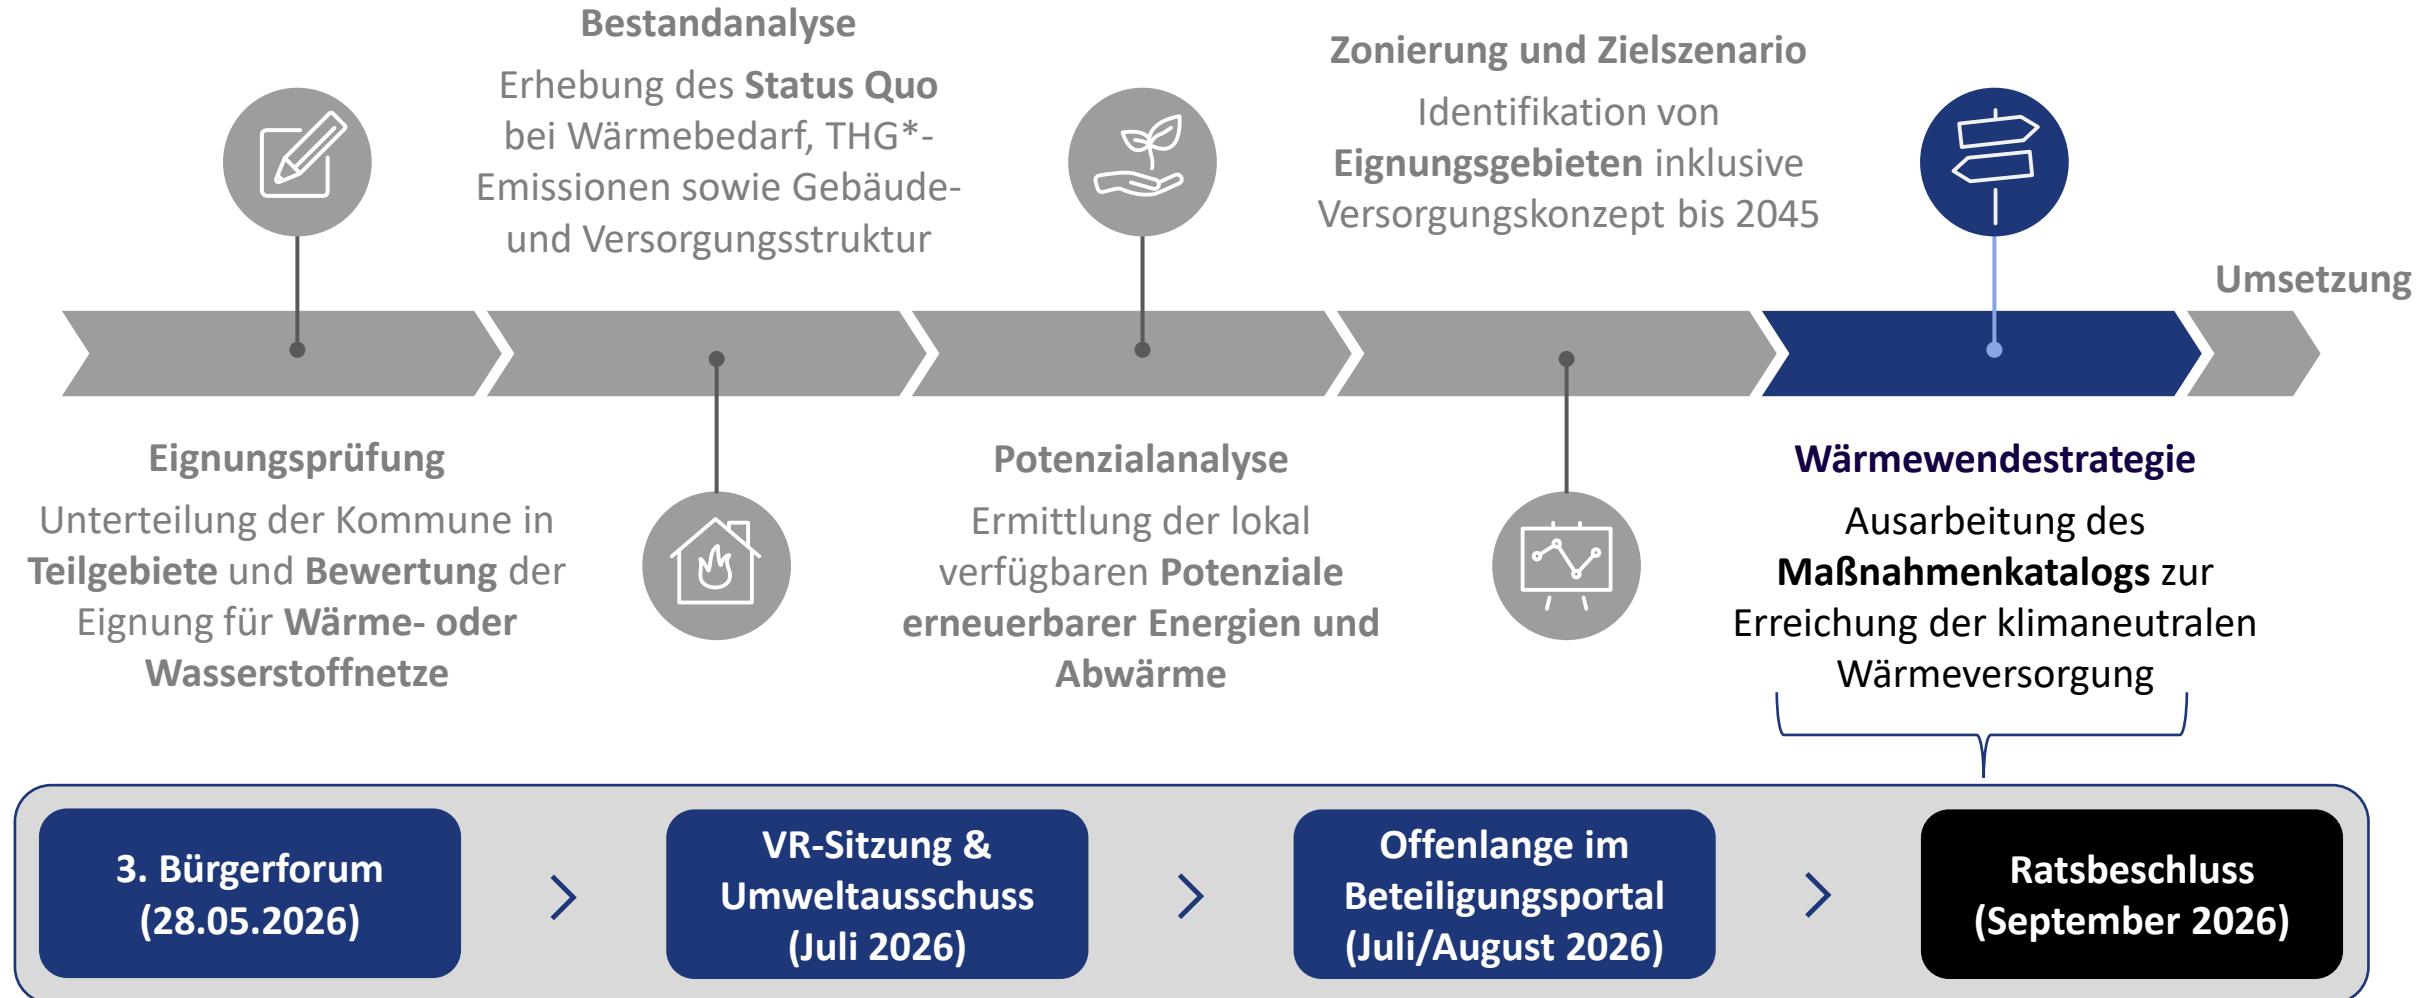 Bestandanalyse
Erhebung des Status Quo
bei Wärmebedarf, THG*-
Emissionen sowie Gebäude-
und Versorgungsstruktur
Zonierung und Zielszenario
Identifikation von
Eignungsgebieten inklusive
Versorgungskonzept bis 2045
Umsetzung
Eignungsprüfung
Unterteilung der Kommune in
Teilgebiete und Bewertung der
Eignung für Wärme- oder
Wasserstoffnetze
Potenzialanalyse
Ermittlung der lokal
verfügbaren Potenziale
erneuerbarer Energien und
Abwärme
Wärmewendestrategie
Ausarbeitung des
Maßnahmenkatalogs zur
Erreichung der klimaneutralen
Wärmeversorgung
3. Bürgerforum
(28.05.2026)
VR-Sitzung &
Umweltausschuss
(Juli 2026)
Offenlange im
Beteiligungsportal
(Juli/August 2026)
Ratsbeschluss
(September 2026)